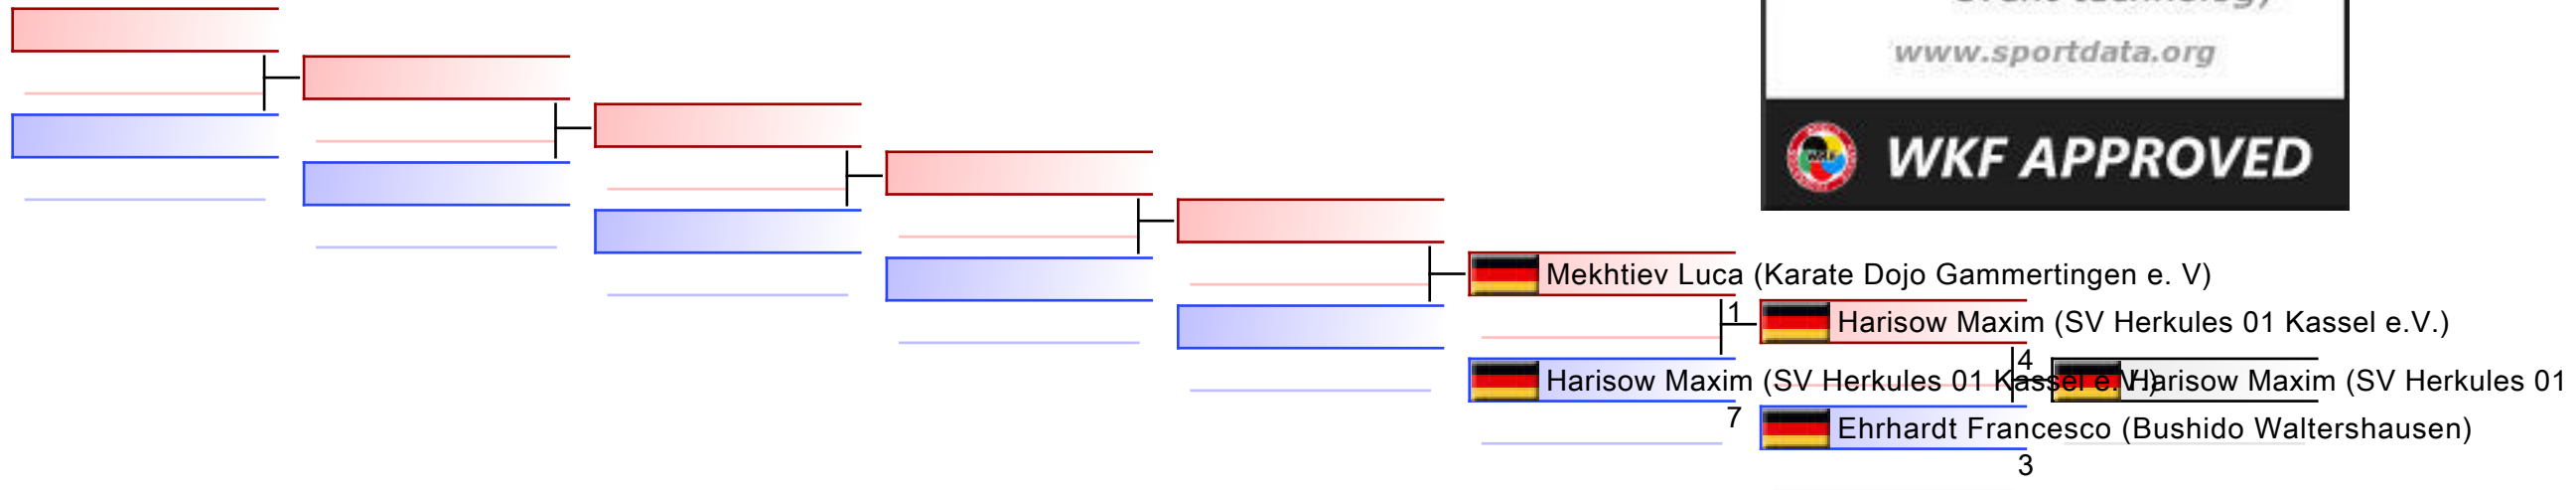 www.sportdata.org
WKF APPROVED
Mekhtiev Luca (Karate Dojo Gammertingen e. V)
1
Harisow Maxim (SV Herkules 01 Kassel e.V.)
4
Harisow Maxim (SV Herkules 01 Kassel e.V.)
Harisow Maxim (SV Herkules 01
7
Ehrhardt Francesco (Bushido Waltershausen)
3